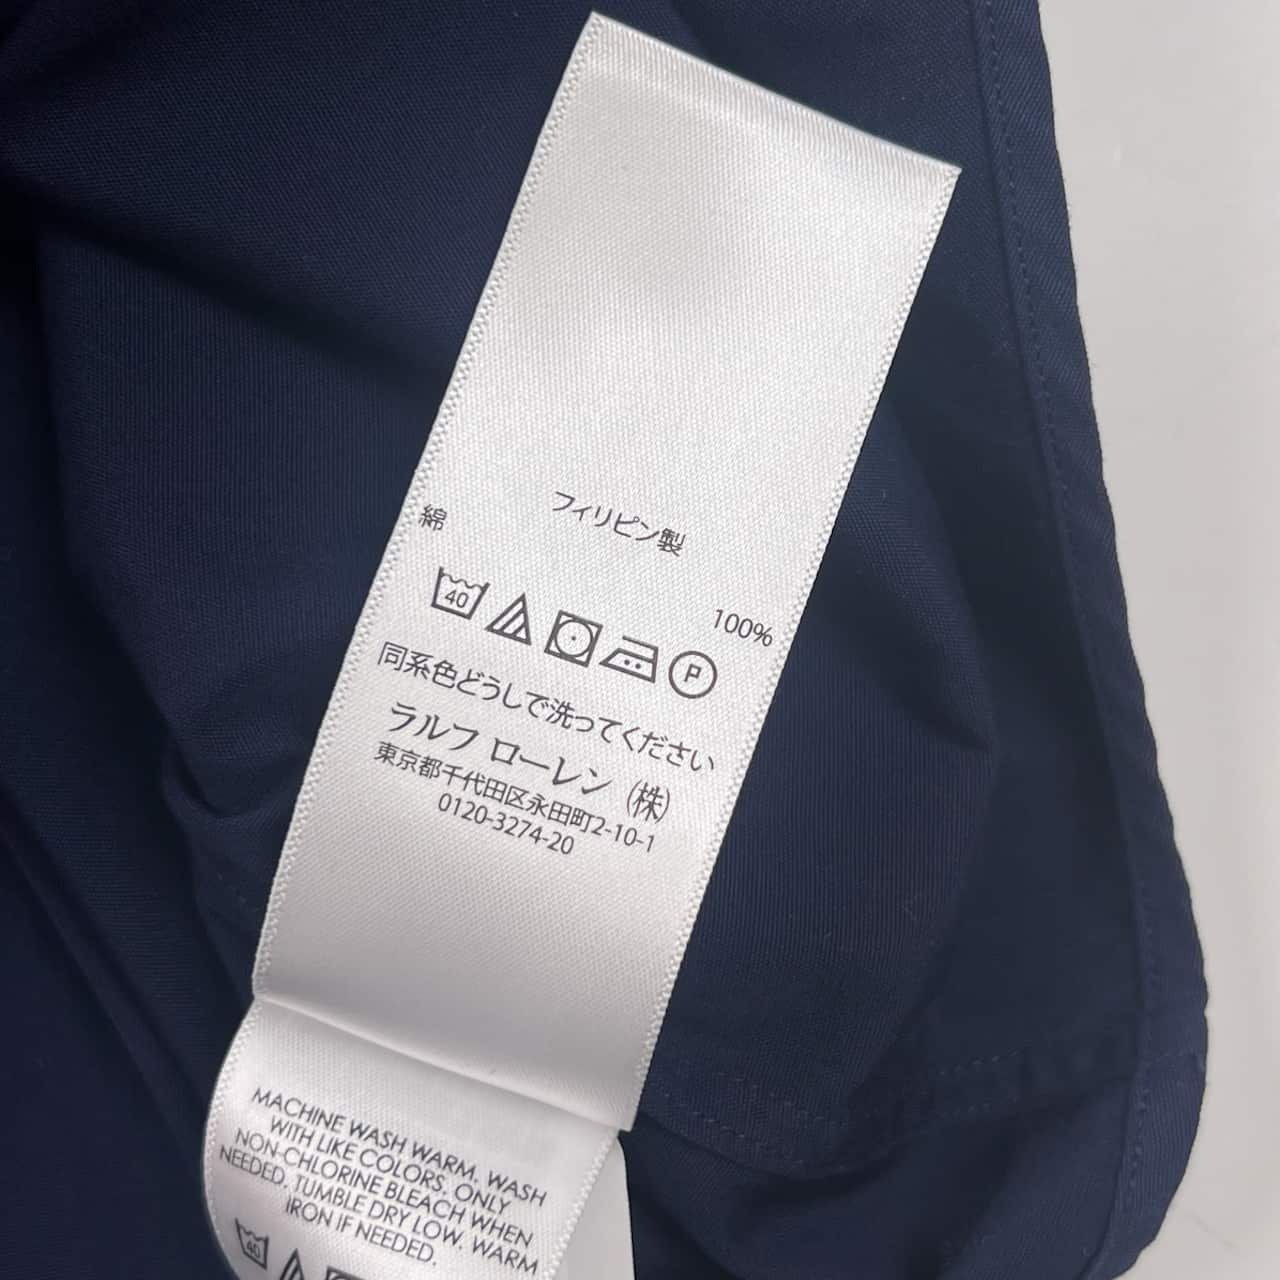 フィリピン製
綿 100%
40 P
同系色どうしで洗ってください
ラルフ ローレン (株)
東京都千代田区永田町2-10-1
0120-3274-20
MACHINE WASH WARM. WASH
WITH LIKE COLORS. ONLY
NON-CHLORINE BLEACH WHEN
NEEDED. TUMBLE DRY LOW. WARM
IRON IF NEEDED.
40